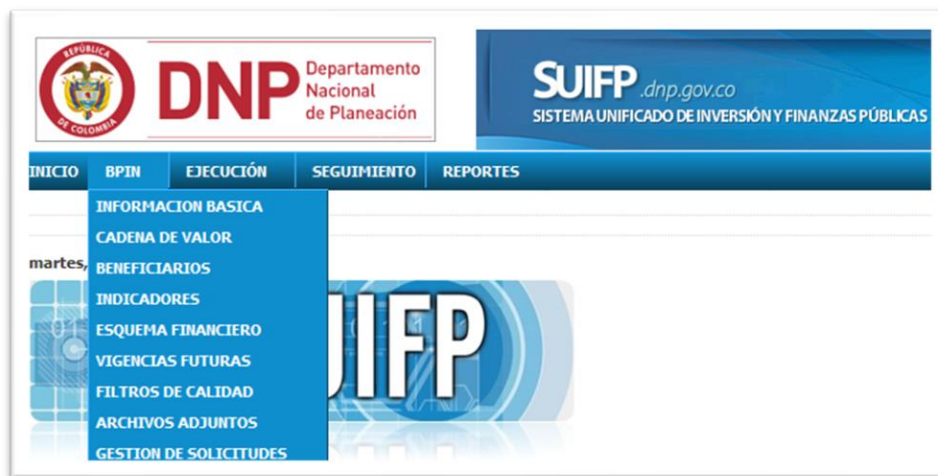 REPÚBLICA
DE COLOMBIA
DNP
Departamento
Nacional
de Planeación
SUIFP .dnp.gov.co
SISTEMA UNIFICADO DE INVERSIÓN Y FINANZAS PÚBLICAS
INICIO BPIN EJECUCIÓN SEGUIMIENTO REPORTES
INFORMACION BASICA
CADENA DE VALOR
martes,
BENEFICIARIOS
INDICADORES
ESQUEMA FINANCIERO
VIGENCIAS FUTURAS
FILTROS DE CALIDAD
ARCHIVOS ADJUNTOS
GESTION DE SOLICITUDES
UIFP